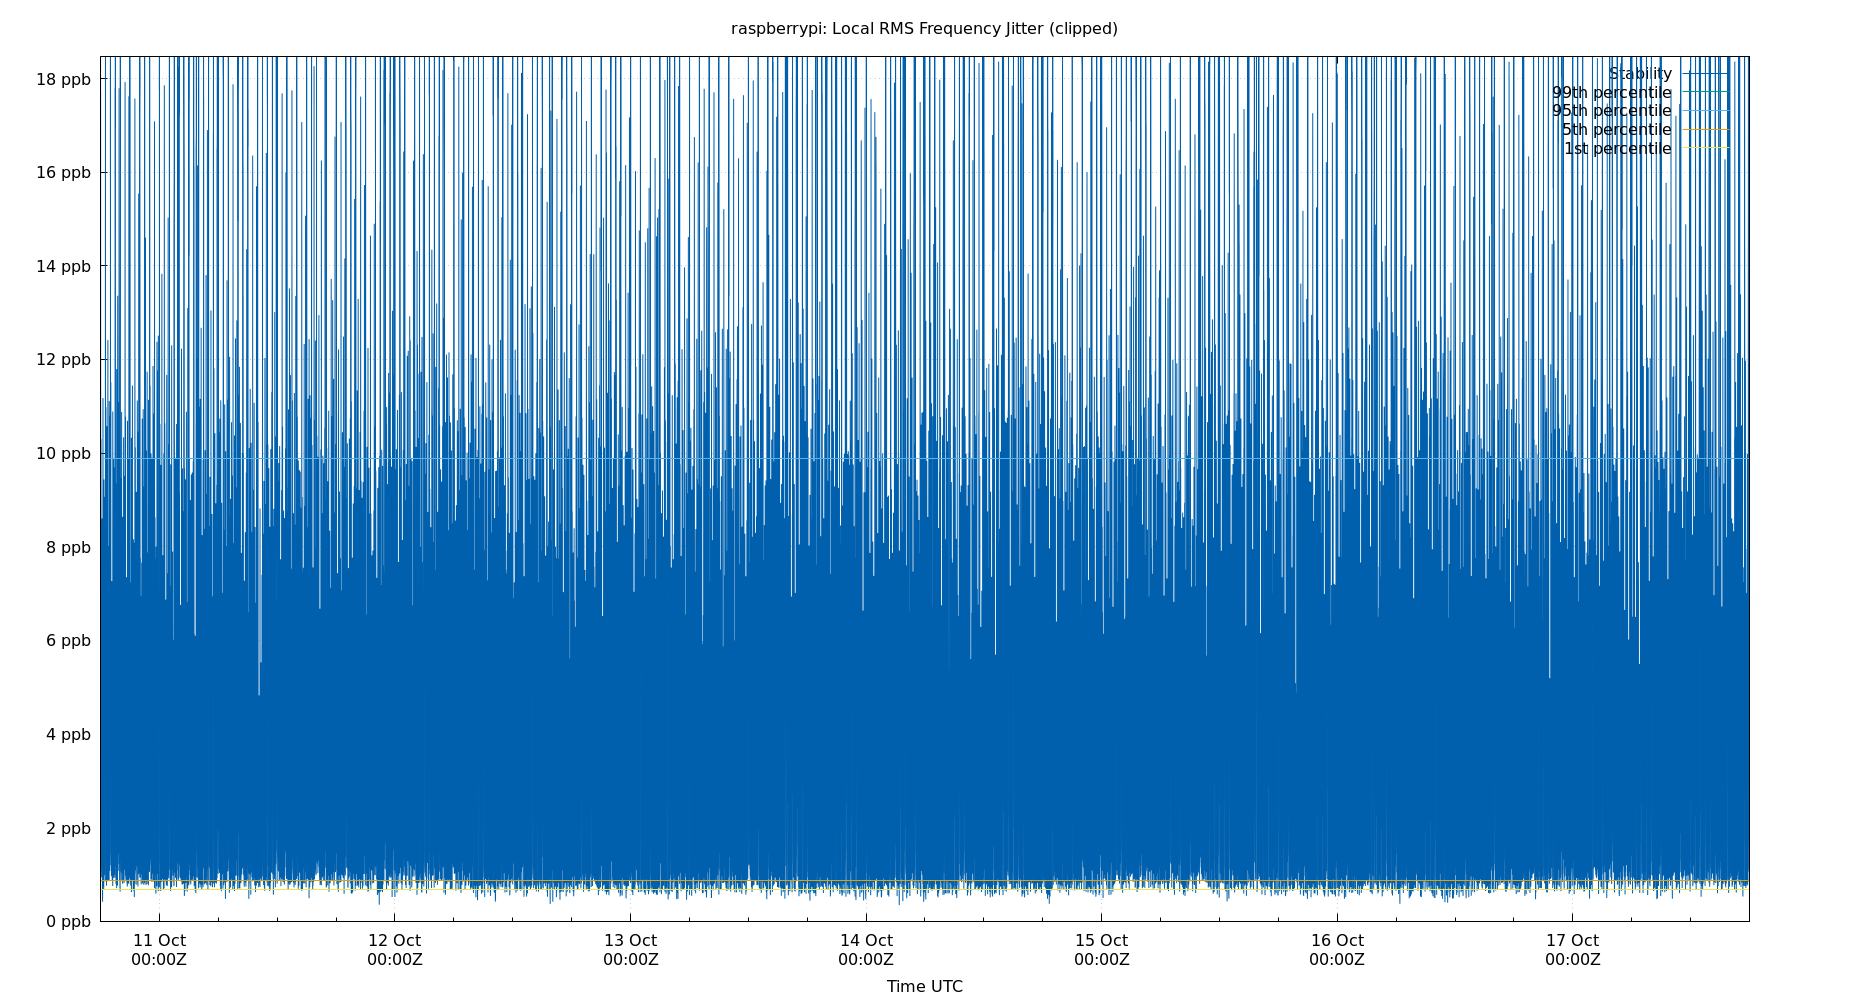 raspberrypi: Local RMS Frequency Jitter (clipped)
18 ppb
16 ppb
14 ppb
12 ppb
10 ppb
8 ppb
6 ppb
4 ppb
2 ppb
0 ppb
Stability
99th percentile
95th percentile
5th percentile
1st percentile
11 Oct
00:00Z
12 Oct
00:00Z
13 Oct
00:00Z
14 Oct
00:00Z
15 Oct
00:00Z
16 Oct
00:00Z
17 Oct
00:00Z
Time UTC